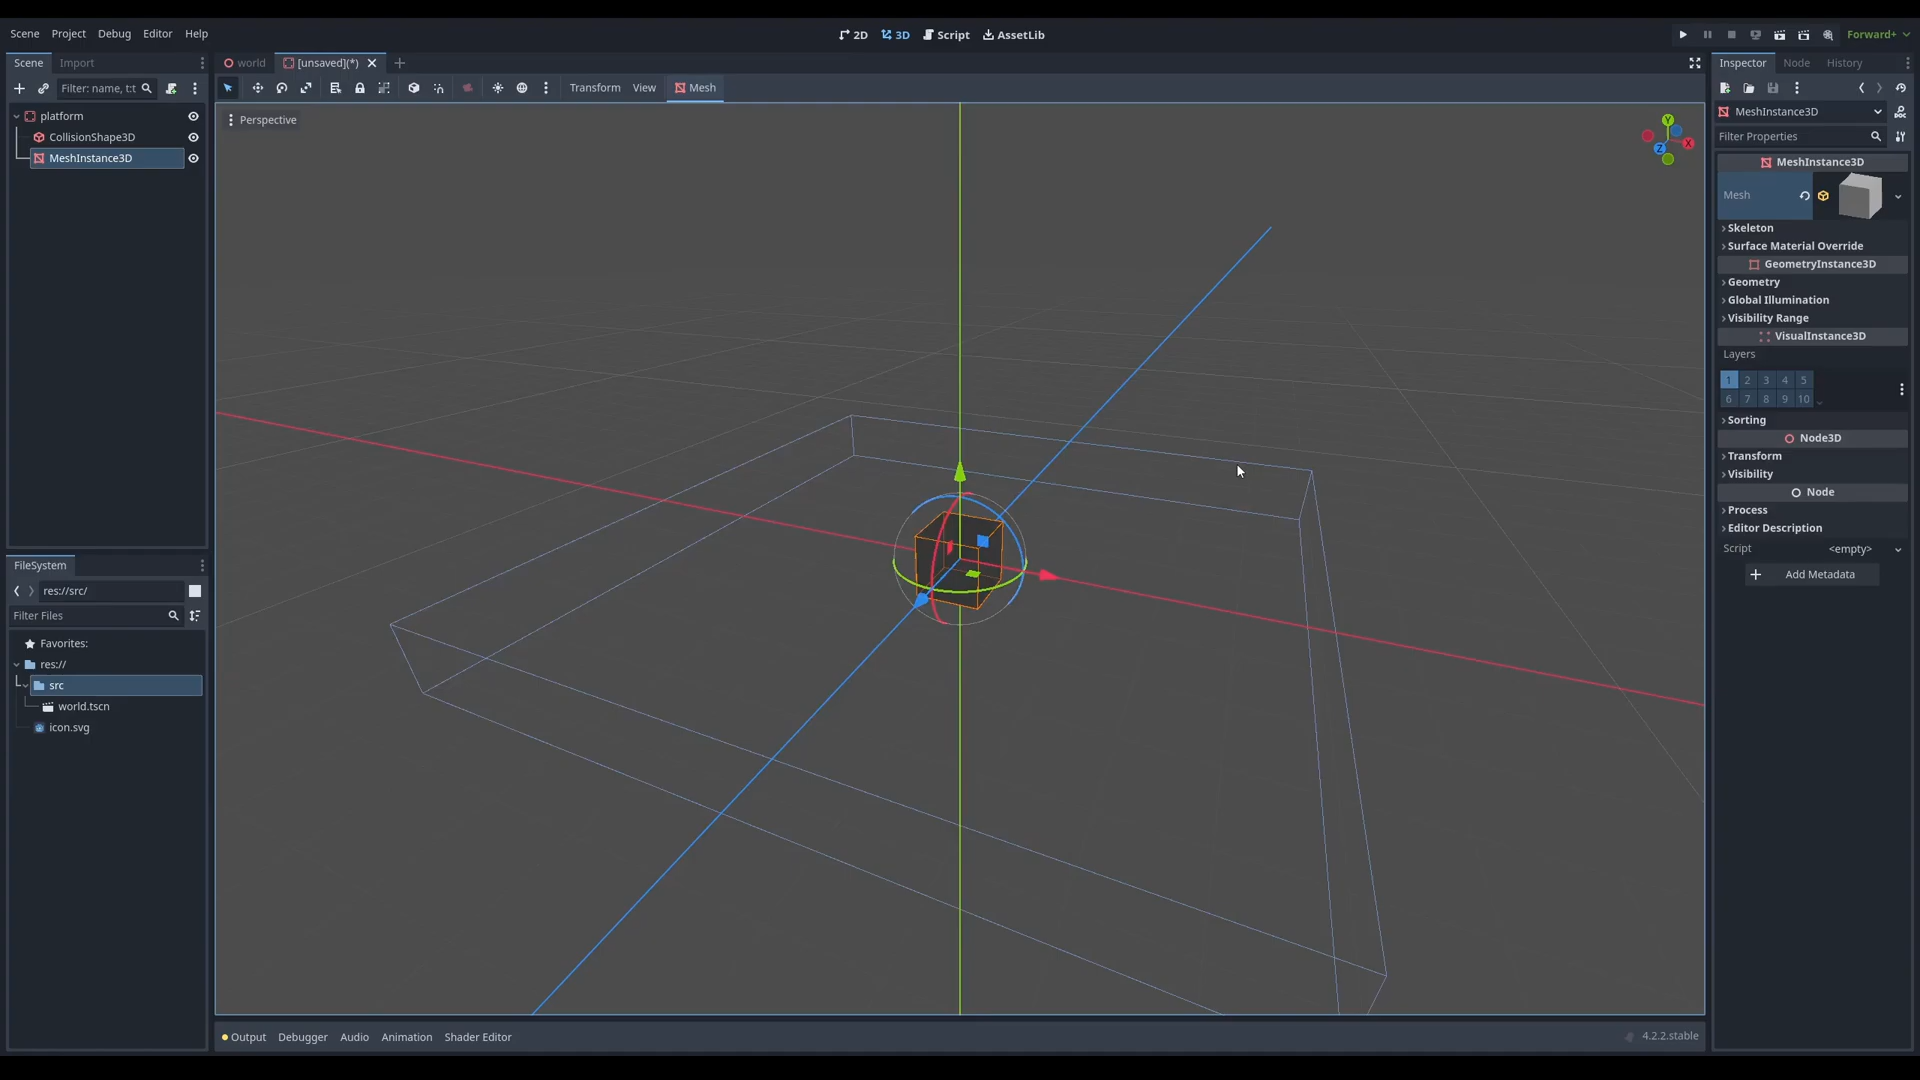 Scene Project Debug Editor Help
2D 3D Script AssetLib
Forward+
Scene Import
world [unsaved](*)
Inspector Node History
Filter: name, t:t
Transform View Mesh
Perspective
platform
CollisionShape3D
MeshInstance3D
Y
X
Z
MeshInstance3D
Filter Properties
MeshInstance3D
Mesh
Skeleton
Surface Material Override
GeometryInstance3D
Geometry
Global Illumination
Visibility Range
VisualInstance3D
Layers
1 2 3 4 5
6 7 8 9 10
Sorting
Node3D
Transform
Visibility
Node
Process
Editor Description
Script <empty>
Add Metadata
FileSystem
res://src/
Filter Files
Favorites:
res://
src
world.tscn
icon.svg
Output Debugger Audio Animation Shader Editor
4.2.2.stable